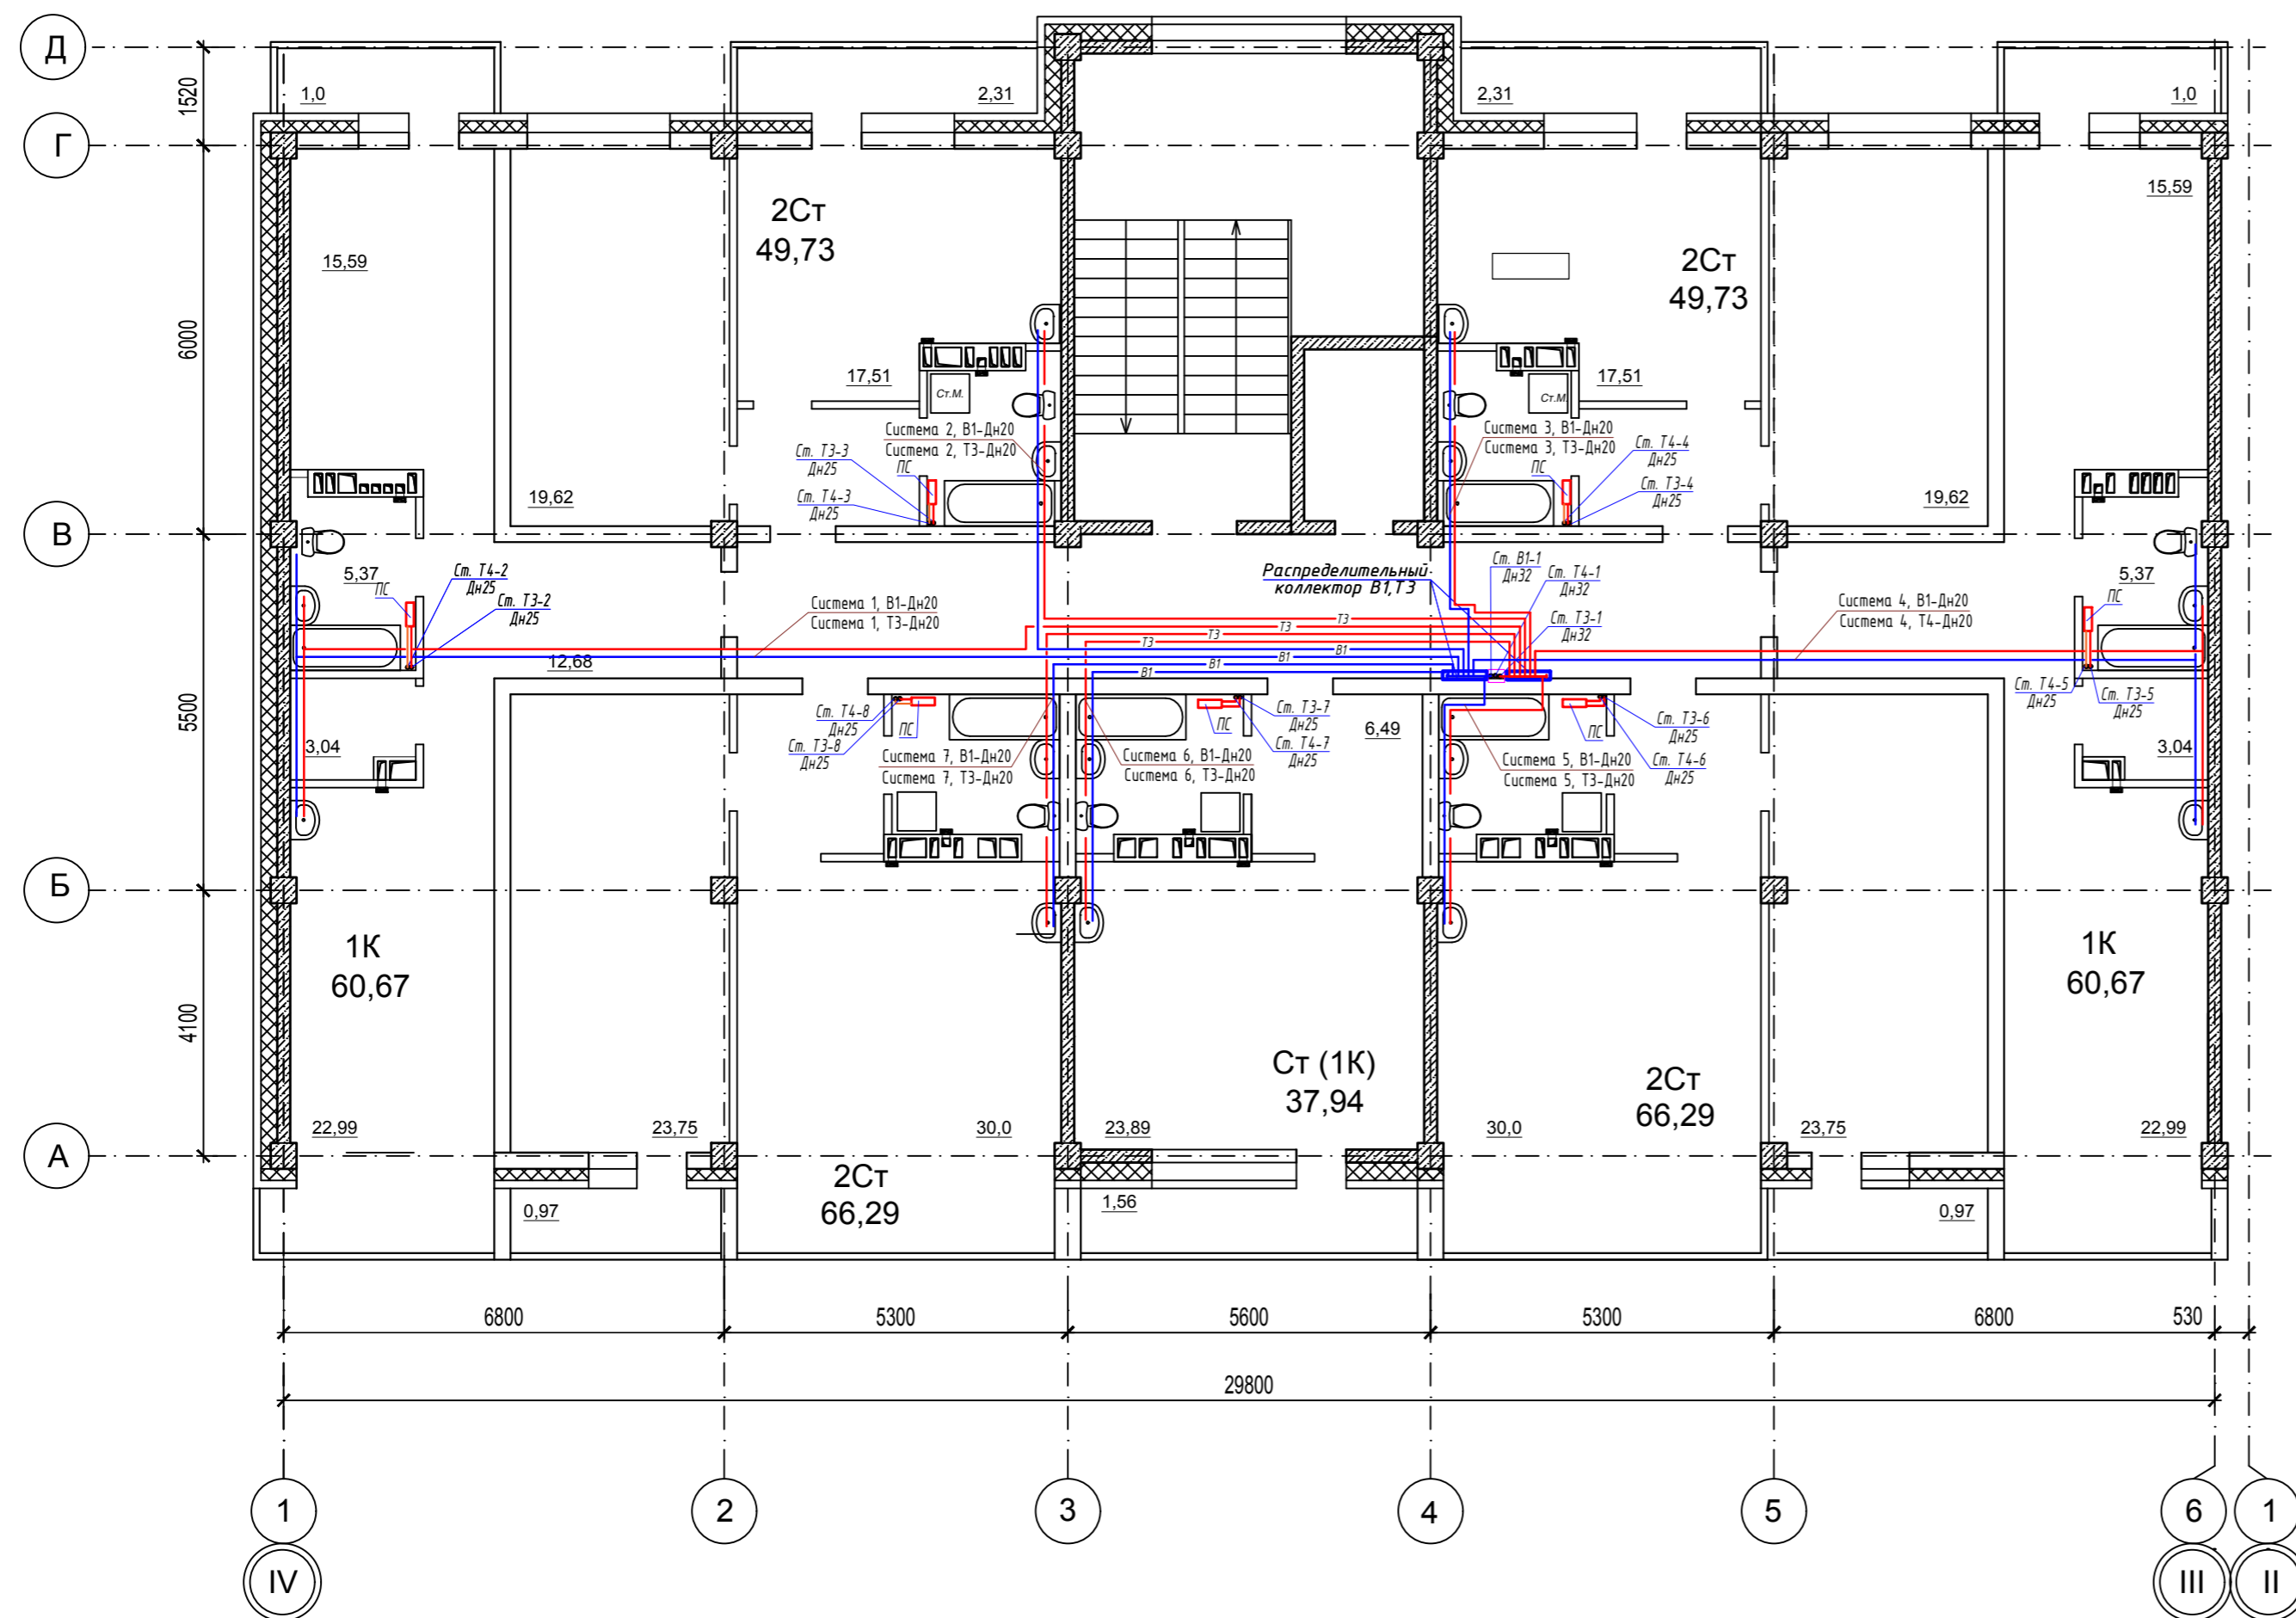 Д
1520
1,0
2,31
2,31
1,0
Г
15,59
2Ст
49,73
15,59
2Ст
49,73
6000
17,51
Ст.М.
17,51
Ст.М.
Система 2, В1-Дн20
Система 2, Т3-Дн20
Ст. Т3-3
Дн25
ПС
Ст. Т4-3
Дн25
Система 3, В1-Дн20
Система 3, Т3-Дн20
Ст. Т4-4
Дн25
ПС
Ст. Т3-4
Дн25
19,62
19,62
В
5,37
ПС
Ст. Т4-2
Дн25
Ст. Т3-2
Дн25
Система 1, В1-Дн20
Система 1, Т3-Дн20
Распределительный
коллектор В1,Т3
Ст. В1-1
Дн32
Ст. Т4-1
Дн32
Ст. Т3-1
Дн32
Система 4, В1-Дн20
Система 4, Т4-Дн20
5,37
ПС
Т3
Т3
Т3
Т3
В1
В1
В1
В1
12,68
5500
Ст. Т4-8
Дн25
Ст. Т3-8
Дн25
ПС
Система 7, В1-Дн20
Система 7, Т3-Дн20
Система 6, В1-Дн20
Система 6, Т3-Дн20
ПС
Ст. Т3-7
Дн25
Ст. Т4-7
Дн25
6,49
Система 5, В1-Дн20
Система 5, Т3-Дн20
ПС
Ст. Т3-6
Дн25
Ст. Т4-6
Дн25
Ст. Т4-5
Дн25
Ст. Т3-5
Дн25
3,04
3,04
Б
1К
60,67
1К
60,67
4100
Ст (1К)
37,94
2Ст
66,29
22,99
23,75
30,0
23,89
30,0
23,75
22,99
А
2Ст
66,29
0,97
1,56
0,97
6800
5300
5600
5300
6800
530
29800
1
2
3
4
5
6
1
IV
III
II